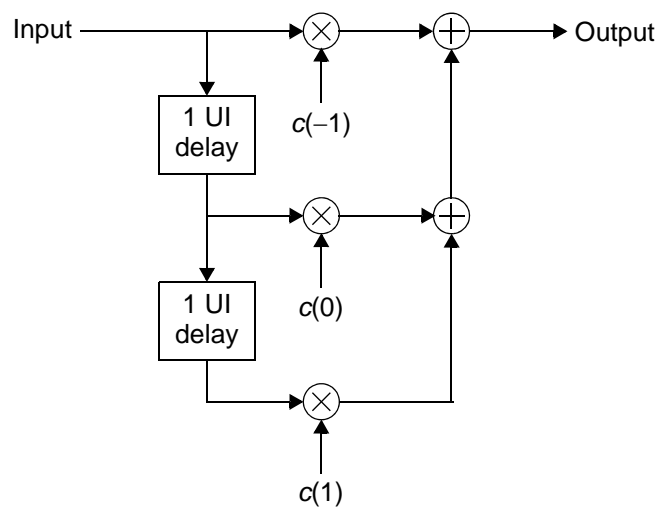 Input
Output
c(−1)
1 UI
delay
c(0)
1 UI
delay
c(1)